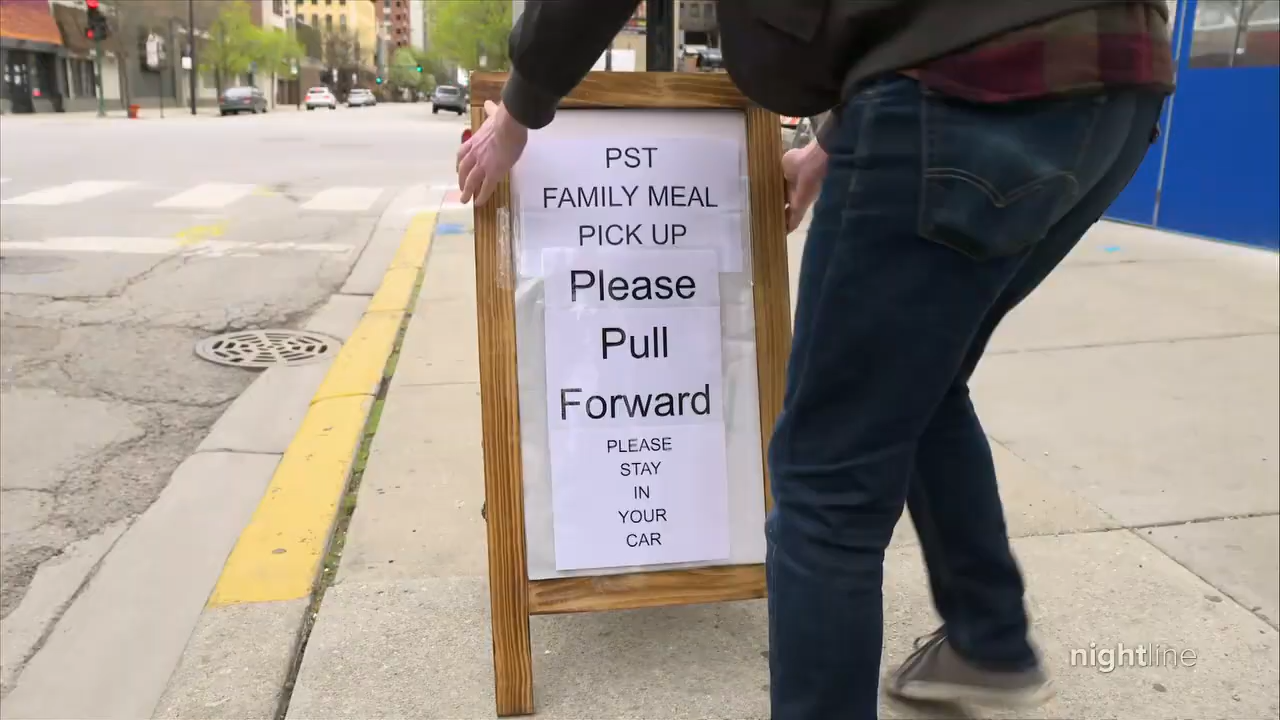 PST
FAMILY MEAL
PICK UP
Please
Pull
Forward
PLEASE
STAY
IN
YOUR
CAR
nightline